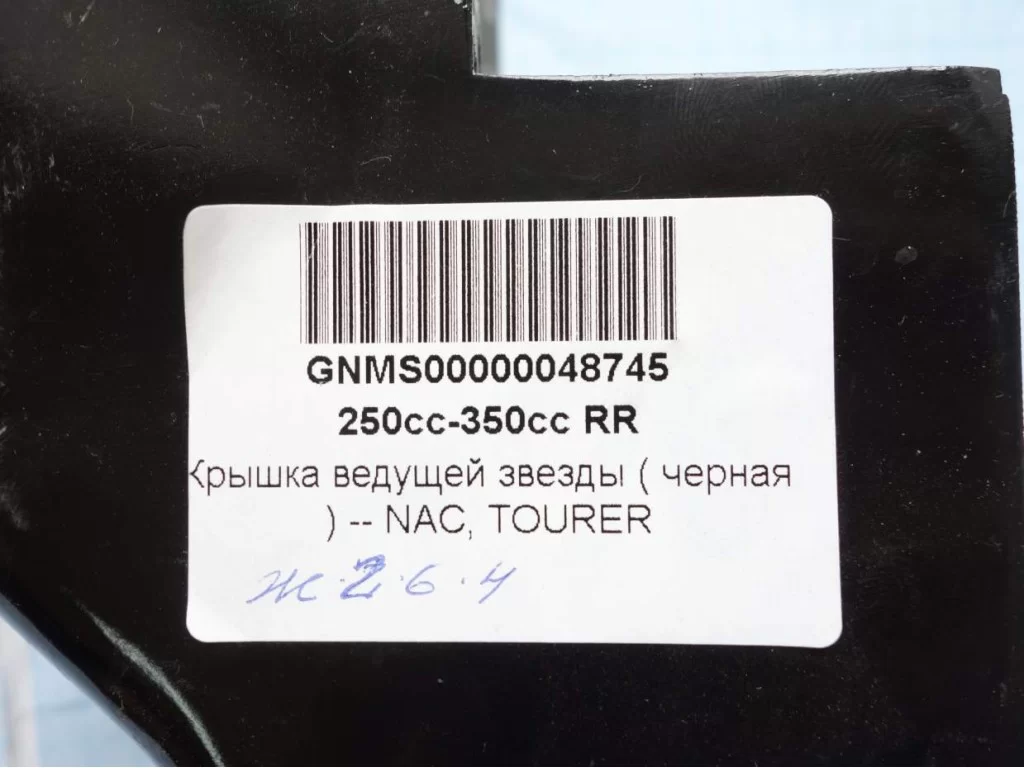 GNMS00000048745
250cc-350cc RR
Крышка ведущей звезды ( черная
) -- NAC, TOURER
Ж.2.6.4